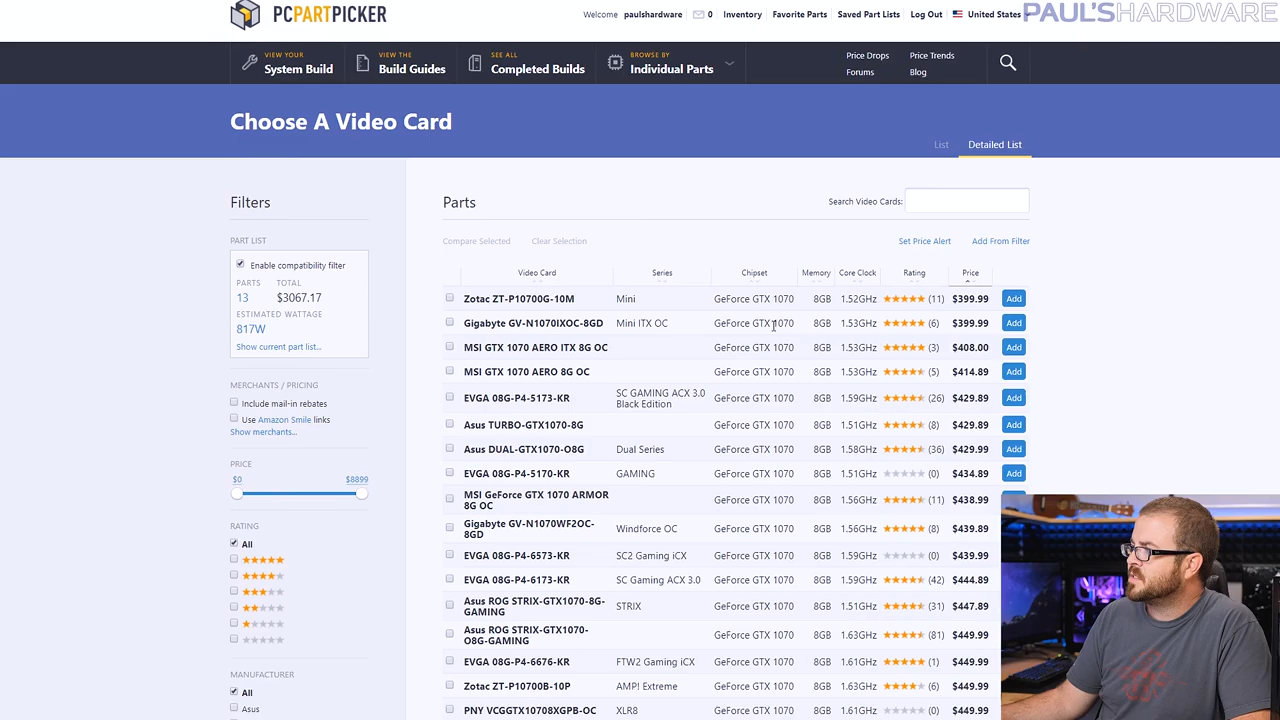 PCPARTPICKER
Welcome paulshardware 0 Inventory Favorite Parts Saved Part Lists Log Out United States
PAUL'SHARDWARE
VIEW YOUR
System Build
VIEW THE
Build Guides
SEE ALL
Completed Builds
BROWSE BY
Individual Parts
Price Drops Price Trends
Forums Blog
Choose A Video Card
List Detailed List
Filters
PART LIST
Enable compatibility filter
PARTS TOTAL
13 $3067.17
ESTIMATED WATTAGE
817W
Show current part list...
MERCHANTS / PRICING
Include mail-in rebates
Use Amazon Smile links
Show merchants...
PRICE
$0 $8899
RATING
All
MANUFACTURER
All
Asus
Parts
Search Video Cards:
Compare Selected Clear Selection Set Price Alert Add From Filter
Video Card Series Chipset Memory Core Clock Rating Price
Zotac ZT-P10700G-10M Mini GeForce GTX 1070 8GB 1.52GHz (11) $399.99 Add
Gigabyte GV-N1070IXOC-8GD Mini ITX OC GeForce GTX 1070 8GB 1.53GHz (6) $399.99 Add
MSI GTX 1070 AERO ITX 8G OC GeForce GTX 1070 8GB 1.53GHz (3) $408.00 Add
MSI GTX 1070 AERO 8G OC GeForce GTX 1070 8GB 1.53GHz (5) $414.89 Add
EVGA 08G-P4-5173-KR SC GAMING ACX 3.0 GeForce GTX 1070 8GB 1.59GHz (26) $429.89 Add
Black Edition
Asus TURBO-GTX1070-8G GeForce GTX 1070 8GB 1.51GHz (8) $429.89 Add
Asus DUAL-GTX1070-O8G Dual Series GeForce GTX 1070 8GB 1.58GHz (36) $429.99 Add
EVGA 08G-P4-5170-KR GAMING GeForce GTX 1070 8GB 1.51GHz (0) $434.89 Add
MSI GeForce GTX 1070 ARMOR GeForce GTX 1070 8GB 1.56GHz (11) $438.99
8G OC
Gigabyte GV-N1070WF2OC- Windforce OC GeForce GTX 1070 8GB 1.56GHz (8) $439.89
8GD
EVGA 08G-P4-6573-KR SC2 Gaming iCX GeForce GTX 1070 8GB 1.59GHz (0) $439.99
EVGA 08G-P4-6173-KR SC Gaming ACX 3.0 GeForce GTX 1070 8GB 1.59GHz (42) $444.89
Asus ROG STRIX-GTX1070-8G- STRIX GeForce GTX 1070 8GB 1.51GHz (31) $447.89
GAMING
Asus ROG STRIX-GTX1070- GeForce GTX 1070 8GB 1.63GHz (81) $449.99
O8G-GAMING
EVGA 08G-P4-6676-KR FTW2 Gaming iCX GeForce GTX 1070 8GB 1.61GHz (1) $449.99
Zotac ZT-P10700B-10P AMP! Extreme GeForce GTX 1070 8GB 1.63GHz (6) $449.99
PNY VCGGTX10708XGPB-OC XLR8 GeForce GTX 1070 8GB 1.51GHz (0) $449.99